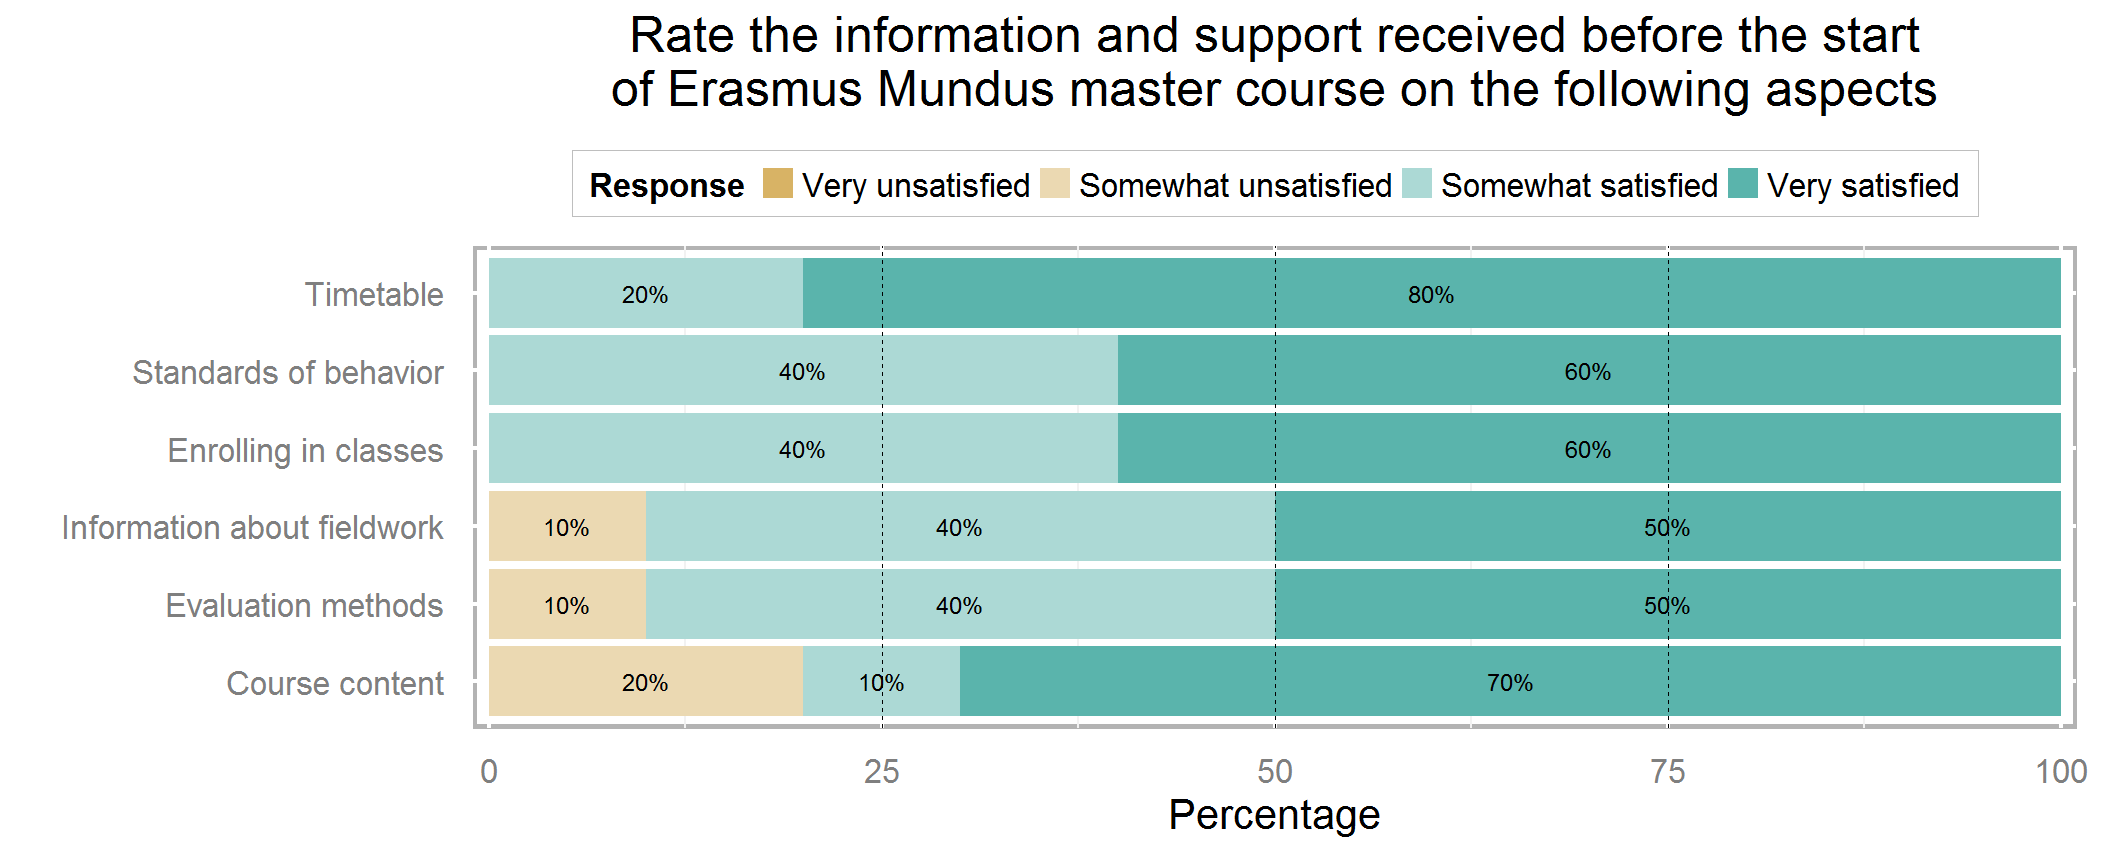 Rate the information and support received before the start
of Erasmus Mundus master course on the following aspects
Response Very unsatisfied Somewhat unsatisfied Somewhat satisfied Very satisfied
Timetable 20% 80%
Standards of behavior 40% 60%
Enrolling in classes 40% 60%
Information about fieldwork 10% 40% 50%
Evaluation methods 10% 40% 50%
Course content 20% 10% 70%
0 25 50 75 100
Percentage